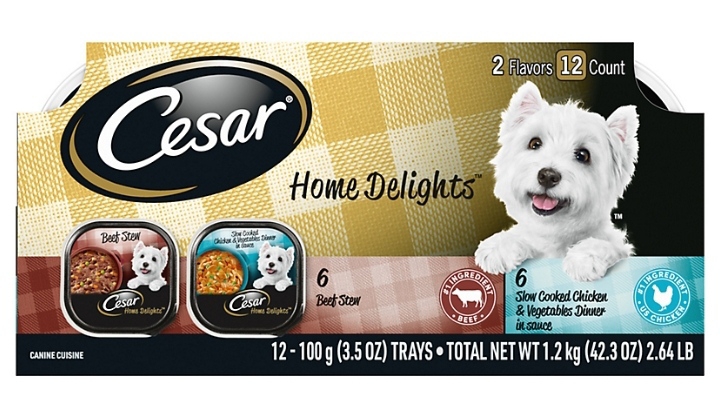 2 Flavors 12 Count
Cesar®
Home Delights™
Beef Stew
Cesar
Home Delights™
Slow Cooked
Chicken & Vegetables Dinner
in sauce
Cesar
Home Delights™
6
Beef Stew
#1 INGREDIENT
• BEEF •
™
6
Slow Cooked Chicken
& Vegetables Dinner
in sauce
#1 INGREDIENT
• US CHICKEN •
CANINE CUISINE
12 - 100 g (3.5 OZ) TRAYS • TOTAL NET WT 1.2 kg (42.3 OZ) 2.64 LB